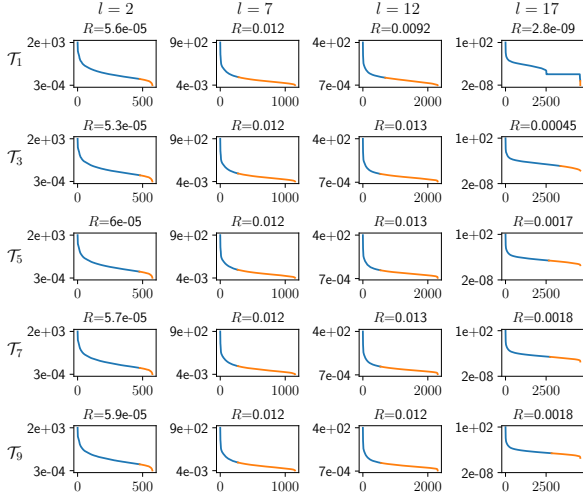 l = 2 l = 7 l = 12 l = 17
R=5.6e-05 R=0.012 R=0.0092 R=2.8e-09
2e+03 9e+02 4e+02 1e+02
T1
3e-04 4e-03 7e-04 2e-08
0 500 0 1000 0 2000 0 2500
R=5.3e-05 R=0.012 R=0.013 R=0.00045
2e+03 9e+02 4e+02 1e+02
T3
3e-04 4e-03 7e-04 2e-08
0 500 0 1000 0 2000 0 2500
R=6e-05 R=0.012 R=0.013 R=0.0017
2e+03 9e+02 4e+02 1e+02
T5
3e-04 4e-03 7e-04 2e-08
0 500 0 1000 0 2000 0 2500
R=5.7e-05 R=0.012 R=0.013 R=0.0018
2e+03 9e+02 4e+02 1e+02
T7
3e-04 4e-03 7e-04 2e-08
0 500 0 1000 0 2000 0 2500
R=5.9e-05 R=0.012 R=0.012 R=0.0018
2e+03 9e+02 4e+02 1e+02
T9
3e-04 4e-03 7e-04 2e-08
0 500 0 1000 0 2000 0 2500